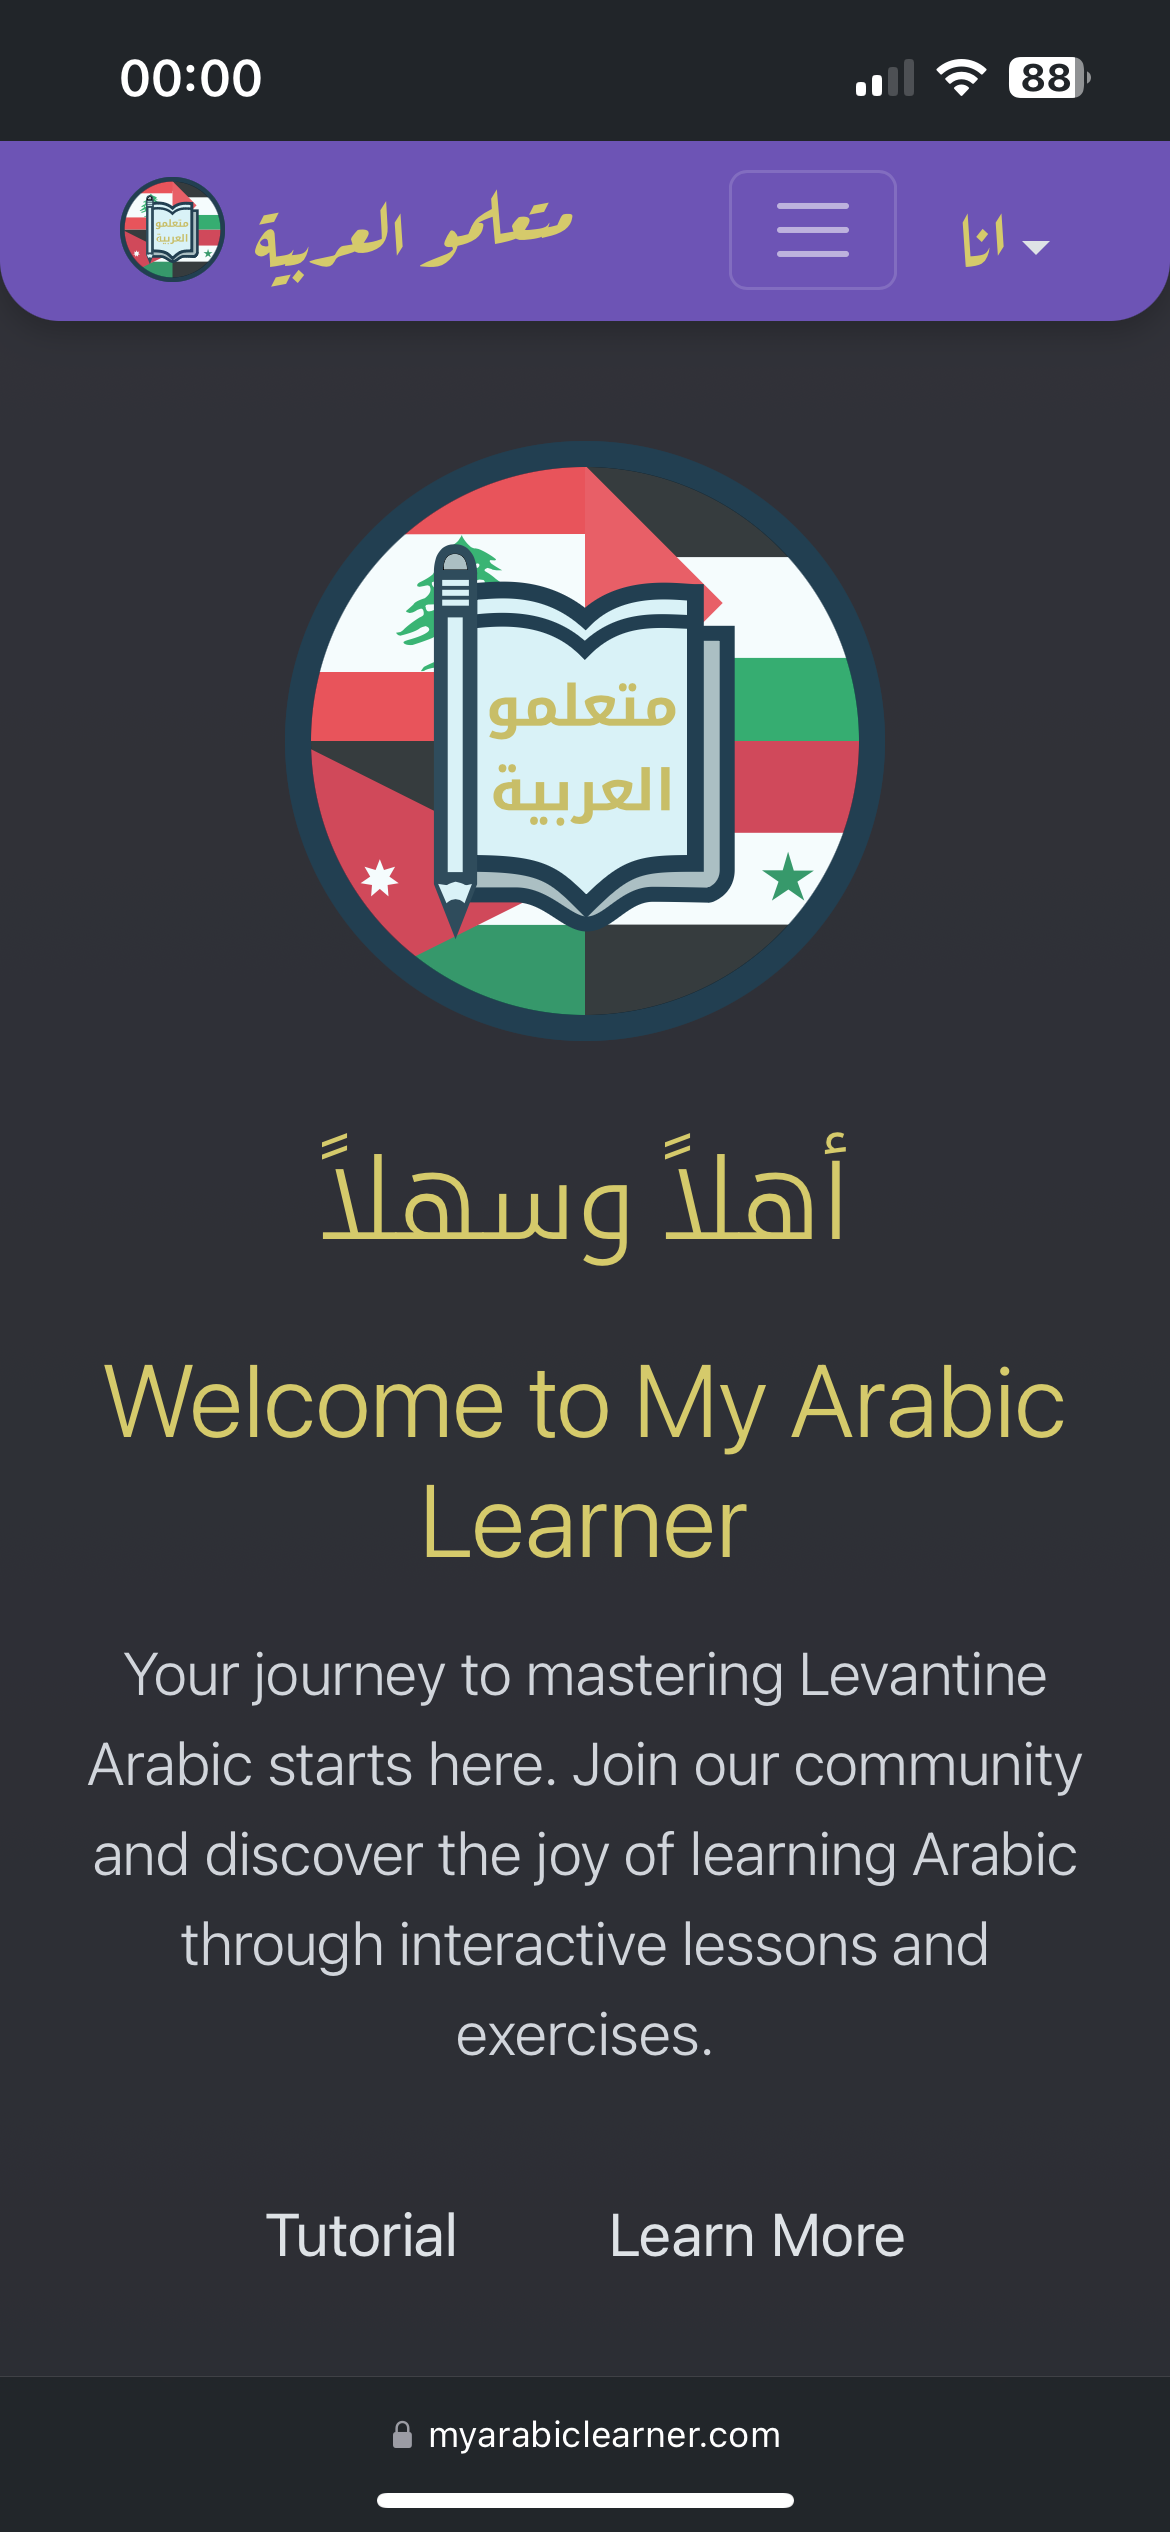 00:00
88
متعلمو العربية
متعلمو العربية
انا
متعلمو
العربية
أهلاً وسهلاً
Welcome to My Arabic
Learner
Your journey to mastering Levantine
Arabic starts here. Join our community
and discover the joy of learning Arabic
through interactive lessons and
exercises.
Tutorial
Learn More
myarabiclearner.com